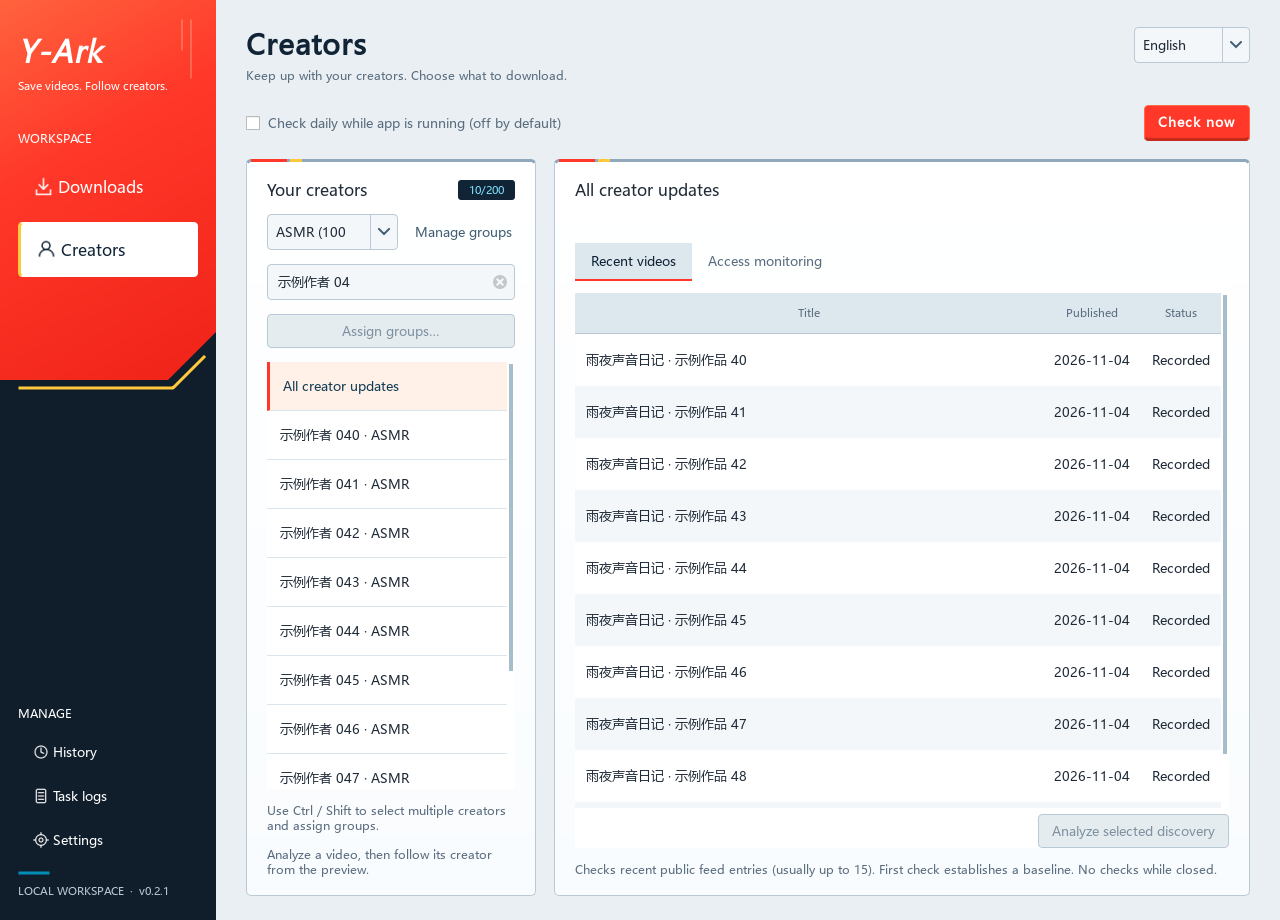 Y-Ark
Save videos. Follow creators.
WORKSPACE
Downloads
Creators
MANAGE
History
Task logs
Settings
LOCAL WORKSPACE · v0.2.1
Creators
Keep up with your creators. Choose what to download.
English
Check daily while app is running (off by default)
Check now
Your creators
10/200
ASMR (100
Manage groups
示例作者 04
Assign groups...
All creator updates
示例作者 040 · ASMR
示例作者 041 · ASMR
示例作者 042 · ASMR
示例作者 043 · ASMR
示例作者 044 · ASMR
示例作者 045 · ASMR
示例作者 046 · ASMR
示例作者 047 · ASMR
Use Ctrl / Shift to select multiple creators
and assign groups.
Analyze a video, then follow its creator
from the preview.
All creator updates
Recent videos
Access monitoring
Title Published Status
雨夜声音日记 · 示例作品 40 2026-11-04 Recorded
雨夜声音日记 · 示例作品 41 2026-11-04 Recorded
雨夜声音日记 · 示例作品 42 2026-11-04 Recorded
雨夜声音日记 · 示例作品 43 2026-11-04 Recorded
雨夜声音日记 · 示例作品 44 2026-11-04 Recorded
雨夜声音日记 · 示例作品 45 2026-11-04 Recorded
雨夜声音日记 · 示例作品 46 2026-11-04 Recorded
雨夜声音日记 · 示例作品 47 2026-11-04 Recorded
雨夜声音日记 · 示例作品 48 2026-11-04 Recorded
Analyze selected discovery
Checks recent public feed entries (usually up to 15). First check establishes a baseline. No checks while closed.